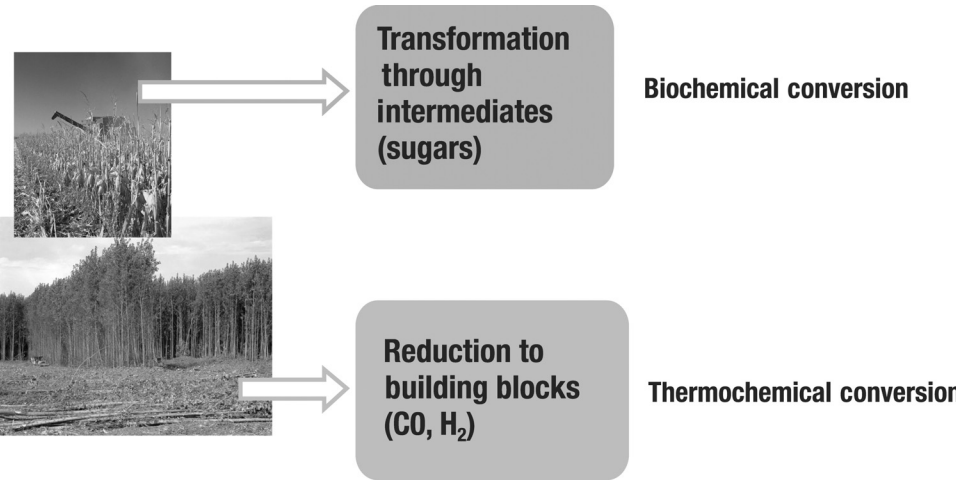 Transformation
through
intermediates
(sugars)
Biochemical conversion
Reduction to
building blocks
(CO, H₂)
Thermochemical conversion